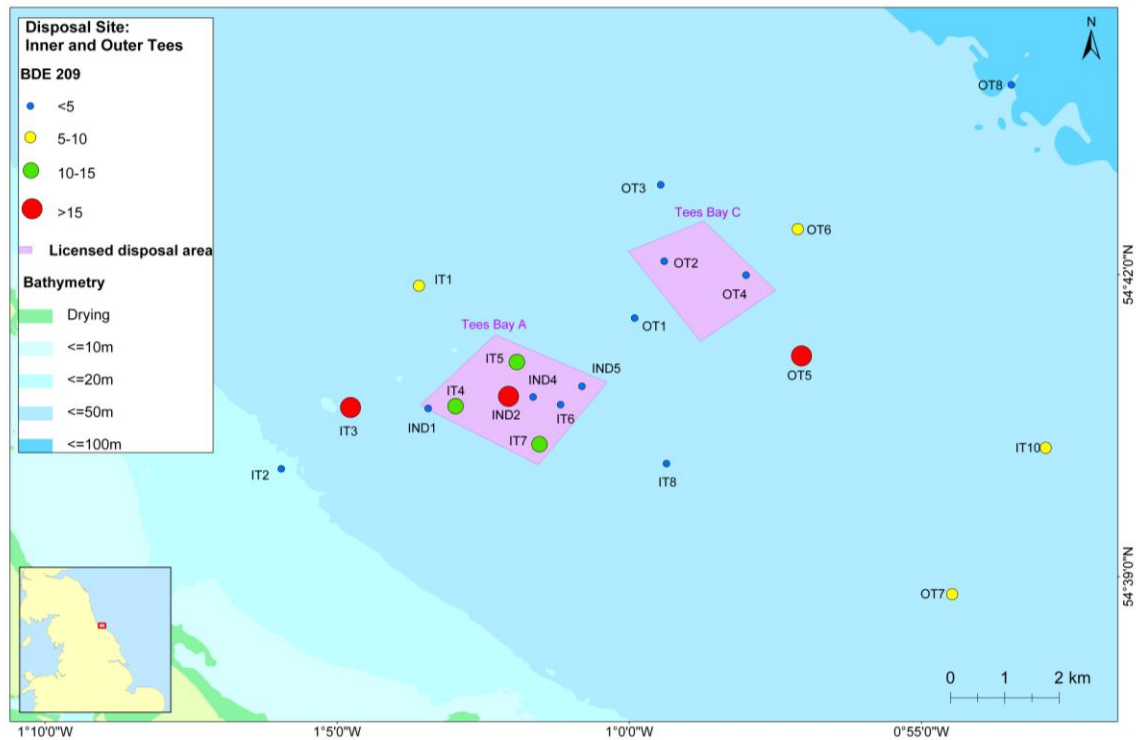 Disposal Site:
Inner and Outer Tees
BDE 209
<5
5-10
10-15
>15
Licensed disposal area
Bathymetry
Drying
<=10m
<=20m
<=50m
<=100m
N
OT8
OT3
Tees Bay C
OT6
OT2
OT4
IT1
OT1
Tees Bay A
IT5
IND5
IND4
OT5
IT4
IND1
IND2
IT6
IT3
IT7
IT10
IT2
IT8
OT7
54°42'0"N
54°39'0"N
0 1 2 km
1°10'0"W 1°5'0"W 1°00'W 0°55'0"W